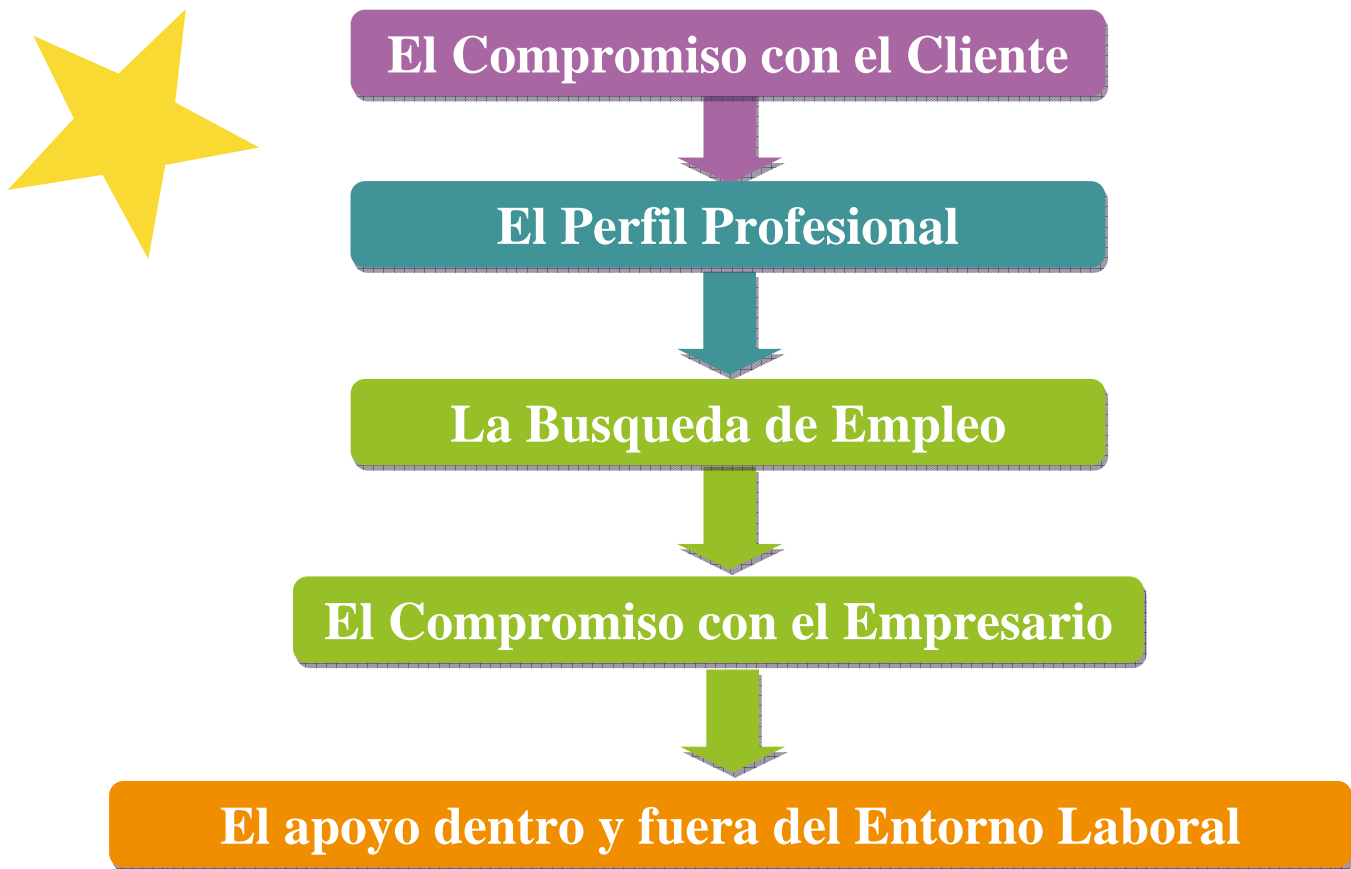 El Compromiso con el Cliente
El Perfil Profesional
La Busqueda de Empleo
El Compromiso con el Empresario
El apoyo dentro y fuera del Entorno Laboral